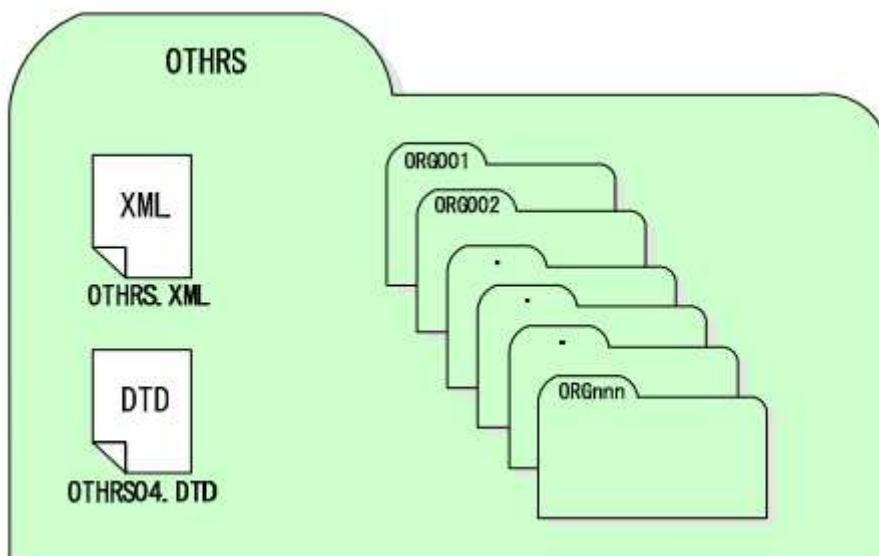 OTHRS
XML
OTHRS.XML
DTD
OTHRS04.DTD
ORG001
ORG002
.
.
.
ORGnnn